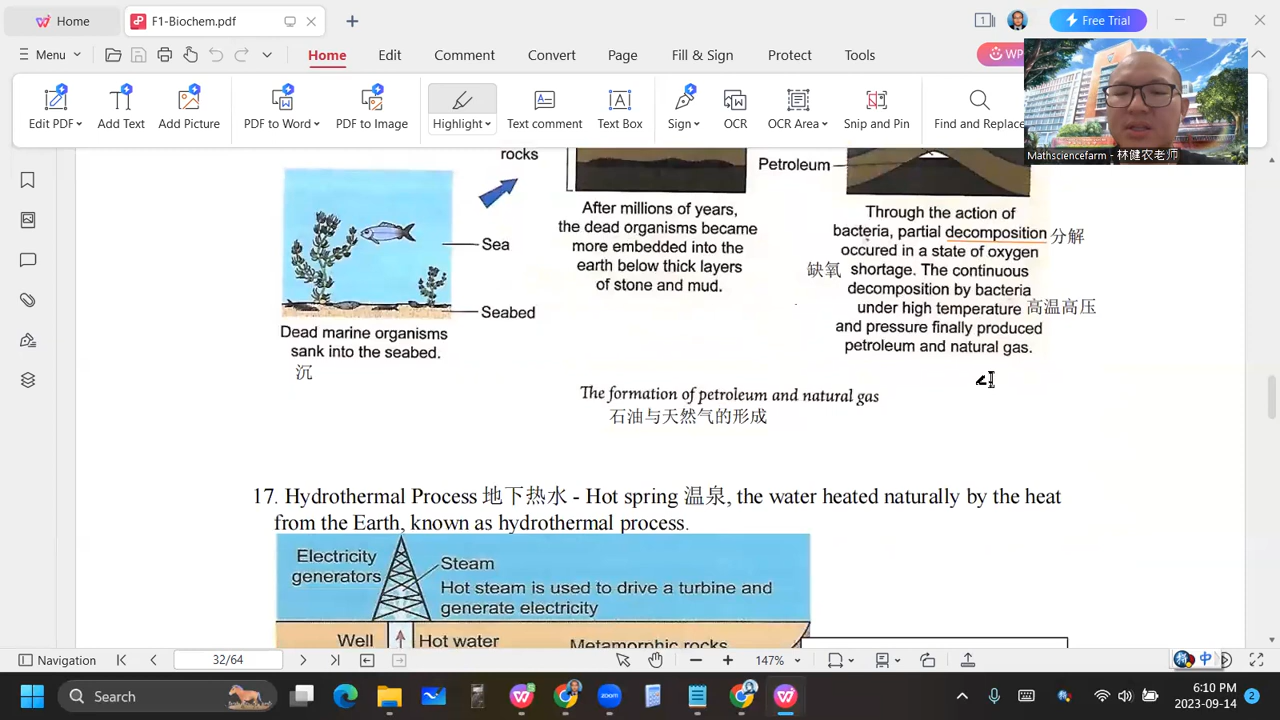 Home
F1-Biochem.pdf
Free Trial
Menu
Home
Edit
Comment
Convert
Page
Fill & Sign
Protect
Tools
WP
Edit PDF
Add Text
Add Picture
PDF to Word
PDF to Image
Highlight
Text comment
Text Box
Sign
OCR
OCR Area
Snip and Pin
Find and Replace
Mathsciencefarm - 林健农老师
rocks
Petroleum
Sea
Seabed
Dead marine organisms
sank into the seabed.
沉
After millions of years,
the dead organisms became
more embedded into the
earth below thick layers
of stone and mud.
Through the action of
bacteria, partial decomposition 分解
occured in a state of oxygen
缺氧 shortage. The continuous
decomposition by bacteria
under high temperature 高温高压
and pressure finally produced
petroleum and natural gas.
The formation of petroleum and natural gas
石油与天然气的形成
17. Hydrothermal Process 地下热水 - Hot spring 温泉, the water heated naturally by the heat
from the Earth, known as hydrothermal process.
Electricity
generators
Steam
Hot steam is used to drive a turbine and
generate electricity
Well
Hot water
Metamorphic rocks
Navigation
32/64
147%
中
Search
6:10 PM
2023-09-14
2